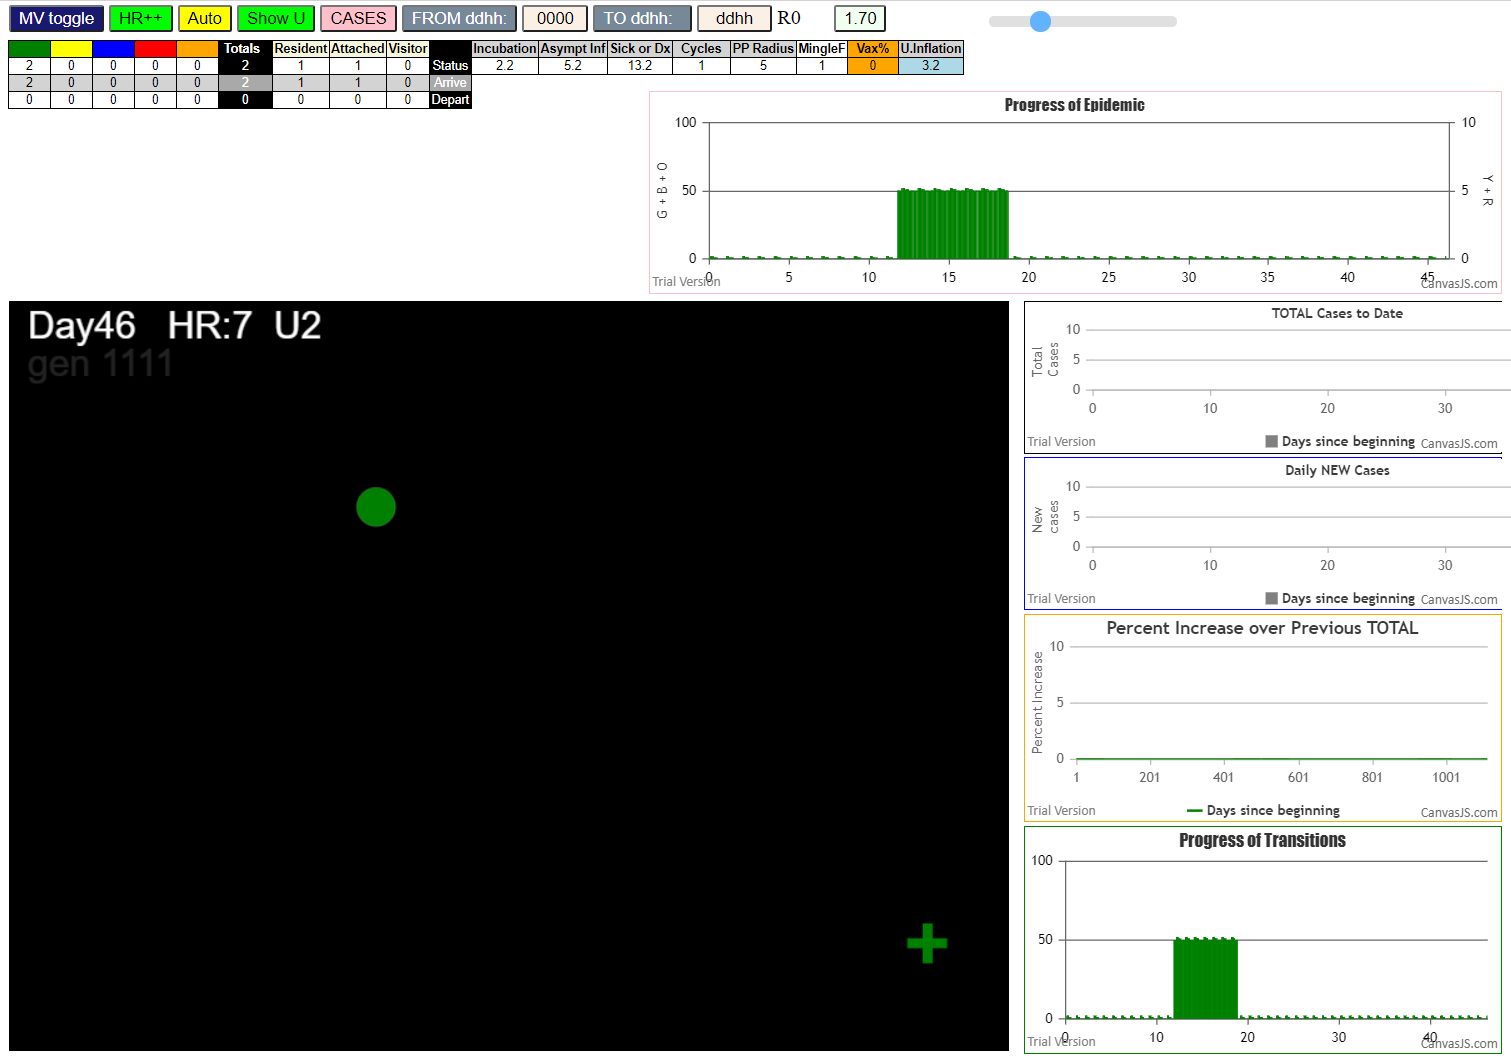 MV toggle HR++ Auto Show U CASES FROM ddhh: 0000 TO ddhh: ddhh R0 1.70
Totals Resident Attached Visitor Incubation Asympt Inf Sick or Dx Cycles PP Radius MingleF Vax% U.Inflation
2 0 0 0 0 2 1 1 0 Status 2.2 5.2 13.2 1 5 1 0 3.2
2 0 0 0 0 2 1 1 0 Arrive
0 0 0 0 0 0 0 0 0 Depart
Progress of Epidemic
100 10
50 5
0 0
G + B + O
Y + R
0 5 10 15 20 25 30 35 40 45
Trial Version CanvasJS.com
Day46 HR:7 U2
gen 1111
TOTAL Cases to Date
Total
Cases
10
5
0
0 10 20 30
Days since beginning
Trial Version CanvasJS.com
Daily NEW Cases
New
cases
10
5
0
0 10 20 30
Days since beginning
Trial Version CanvasJS.com
Percent Increase over Previous TOTAL
Percent Increase
10
5
0
1 201 401 601 801 1001
Days since beginning
Trial Version CanvasJS.com
Progress of Transitions
100
50
0
0 10 20 30 40
Trial Version CanvasJS.com